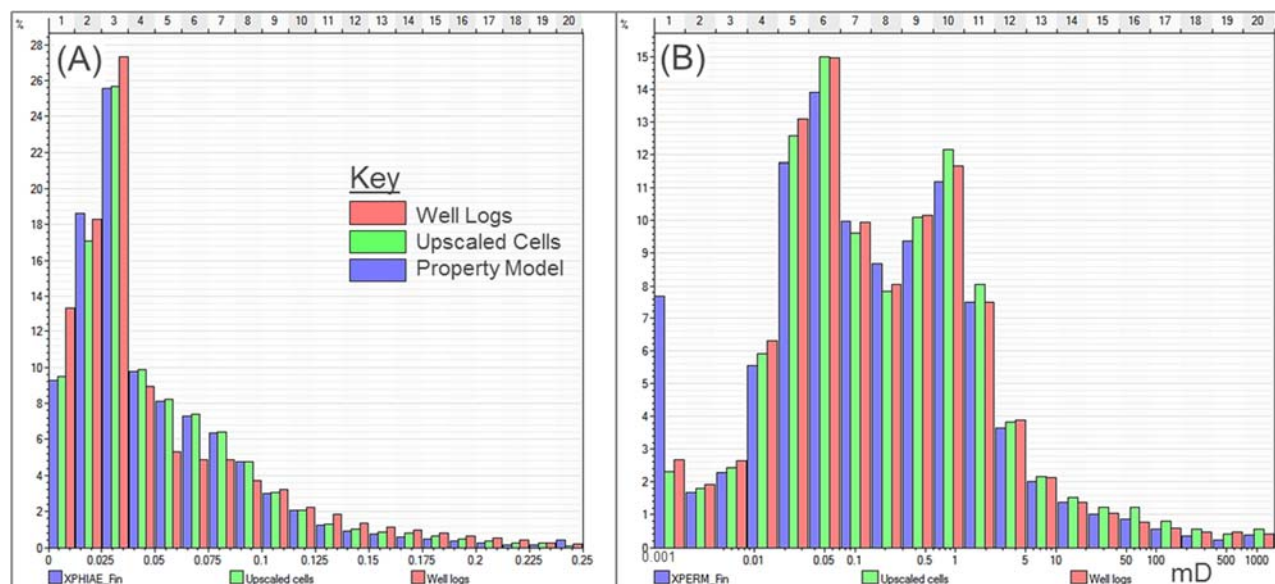 % 1 2 3 4 5 6 7 8 9 10 11 12 13 14 15 16 17 18 19 20
(A)
28
26
24
22
20
18
16
14
12
10
8
6
4
2
0
Key
Well Logs
Upscaled Cells
Property Model
0 0.025 0.05 0.075 0.1 0.125 0.15 0.175 0.2 0.225 0.25
XPHIAE_Fin Upscaled cells Well logs
% 1 2 3 4 5 6 7 8 9 10 11 12 13 14 15 16 17 18 19 20
(B)
15
14
13
12
11
10
9
8
7
6
5
4
3
2
1
0
0.001 0.01 0.05 0.1 0.5 1 5 10 50 100 500 1000
mD
XPERM_Fin Upscaled cells Well logs